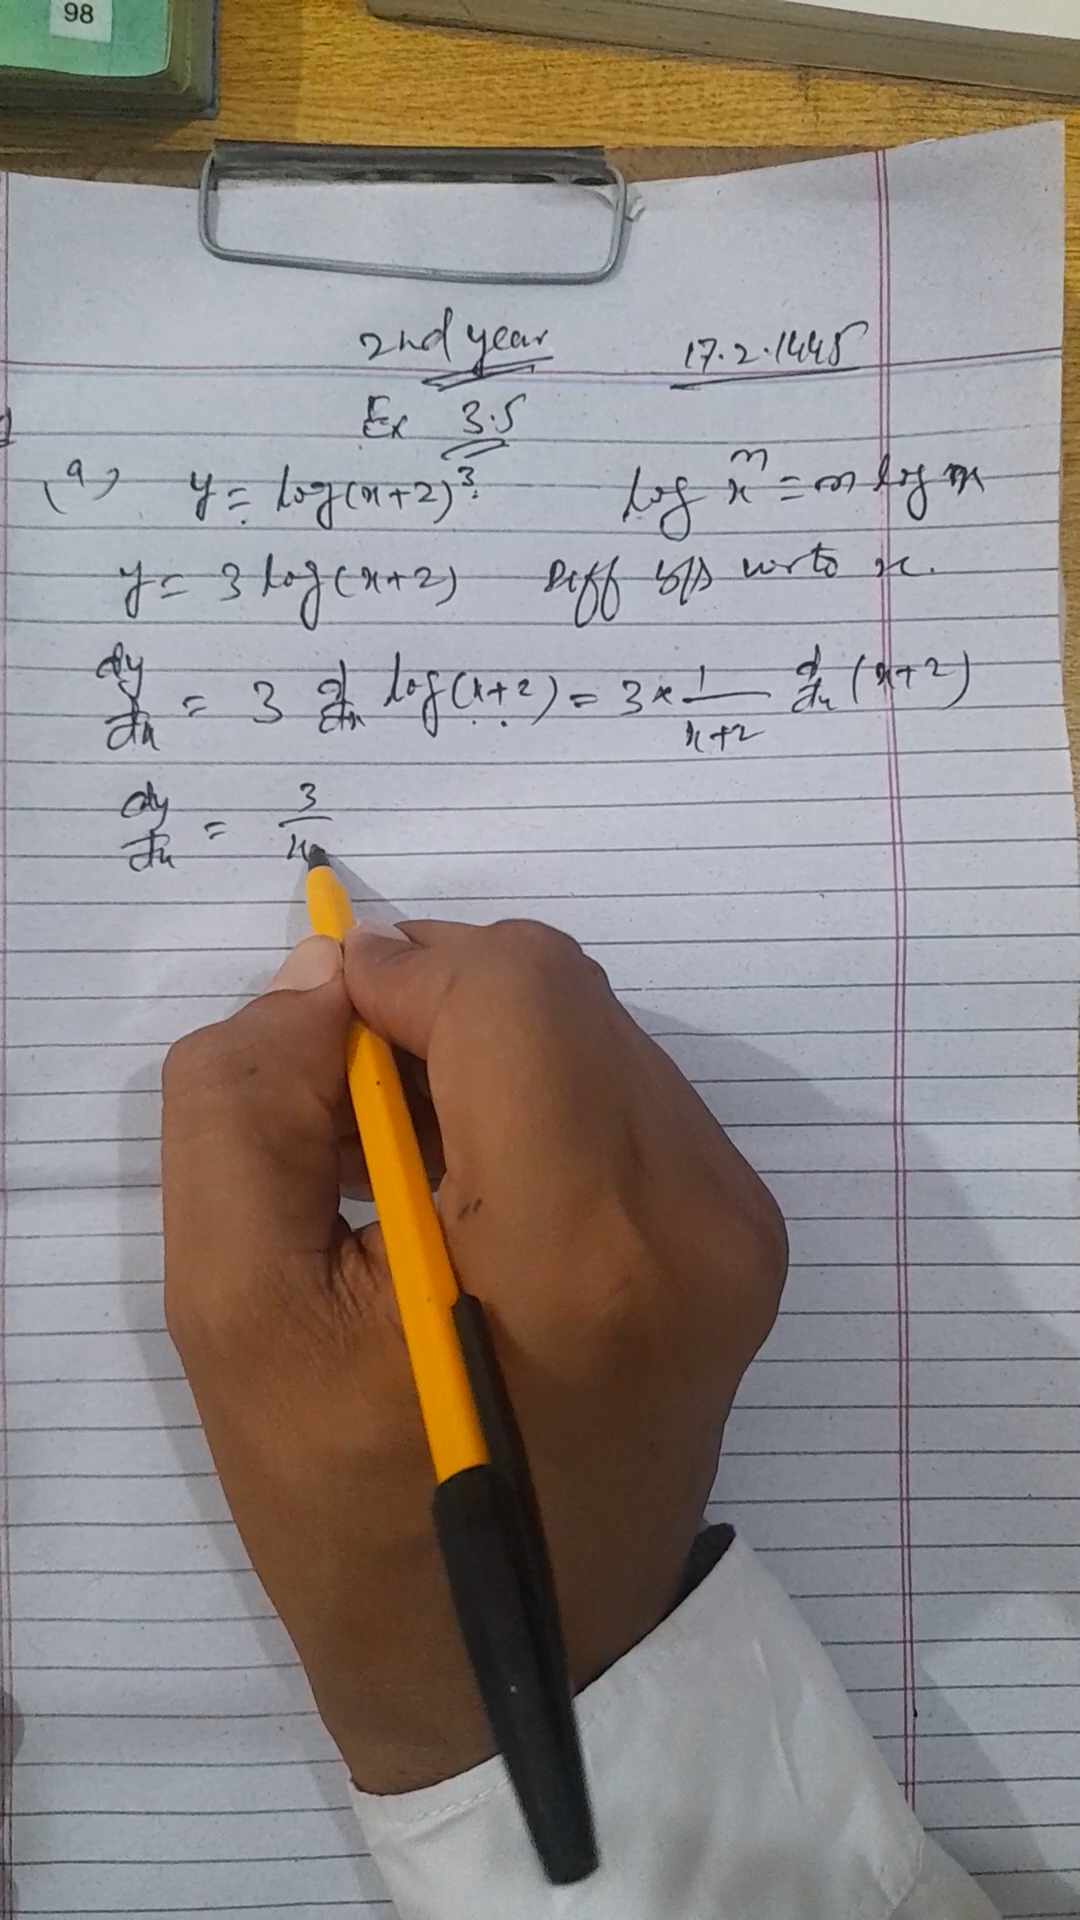 98
2nd year 17.2.1445
Ex 3.5
(a) y = log(x+2)³ log xᵐ = m log x
y = 3 log(x+2) Diff b/s w.r.to x.
dy/dx = 3 d/dx log(x+2) = 3 × 1/x+2 d/dx (x+2)
dy/dx = 3/x